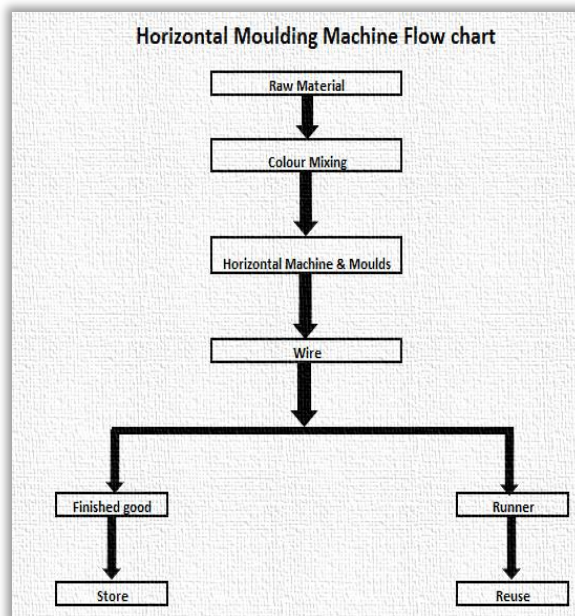 Horizontal Moulding Machine Flow chart
Raw Material
Colour Mixing
Horizontal Machine & Moulds
Wire
Finished good
Runner
Store
Reuse